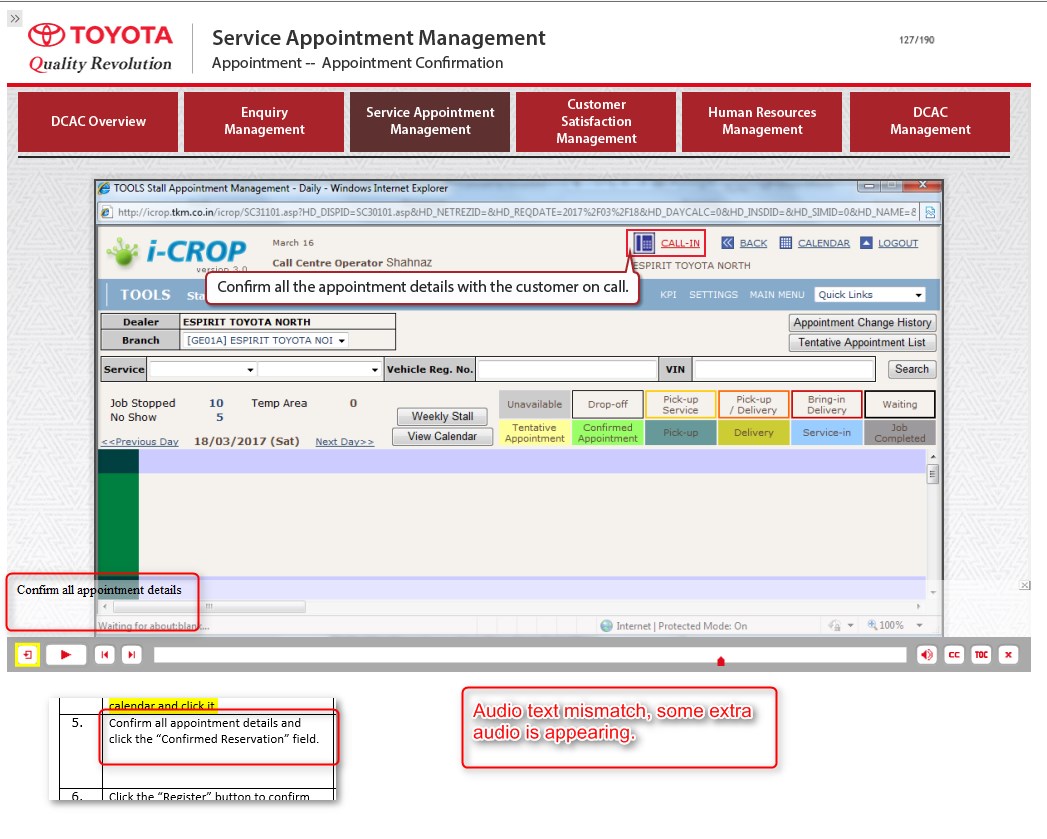 »
TOYOTA
Quality Revolution
Service Appointment Management
Appointment -- Appointment Confirmation
127/190
DCAC Overview
Enquiry
Management
Service Appointment
Management
Customer
Satisfaction
Management
Human Resources
Management
DCAC
Management
TOOLS Stall Appointment Management - Daily - Windows Internet Explorer
http://icrop.tkm.co.in/icrop/SC31101.asp?HD_DISPID=SC30101.asp&HD_NETREZID=&HD_REQDATE=2017%2F03%2F18&HD_DAYCALC=0&HD_INSDID=&HD_SIMID=0&HD_NAME=&
i-CROP
version 3.0
March 16
Call Centre Operator Shahnaz
CALL-IN
BACK
CALENDAR
LOGOUT
ESPIRIT TOYOTA NORTH
Confirm all the appointment details with the customer on call.
TOOLS
Sta
KPI
SETTINGS
MAIN MENU
Quick Links
Dealer
ESPIRIT TOYOTA NORTH
Branch
[GE01A] ESPIRIT TOYOTA NOI
Appointment Change History
Tentative Appointment List
Service
Vehicle Reg. No.
VIN
Search
Job Stopped 10 Temp Area 0
No Show 5
Weekly Stall
View Calendar
<<Previous Day 18/03/2017 (Sat) Next Day>>
Unavailable
Drop-off
Pick-up
Service
Pick-up
/ Delivery
Bring-in
Delivery
Waiting
Tentative
Appointment
Confirmed
Appointment
Pick-up
Delivery
Service-in
Job
Completed
Confirm all appointment details
Waiting for about:blank...
Internet | Protected Mode: On
100%
CC
TOC
calendar and click it.
5. Confirm all appointment details and
click the “Confirmed Reservation” field.
6. Click the “Register” button to confirm
Audio text mismatch, some extra
audio is appearing.